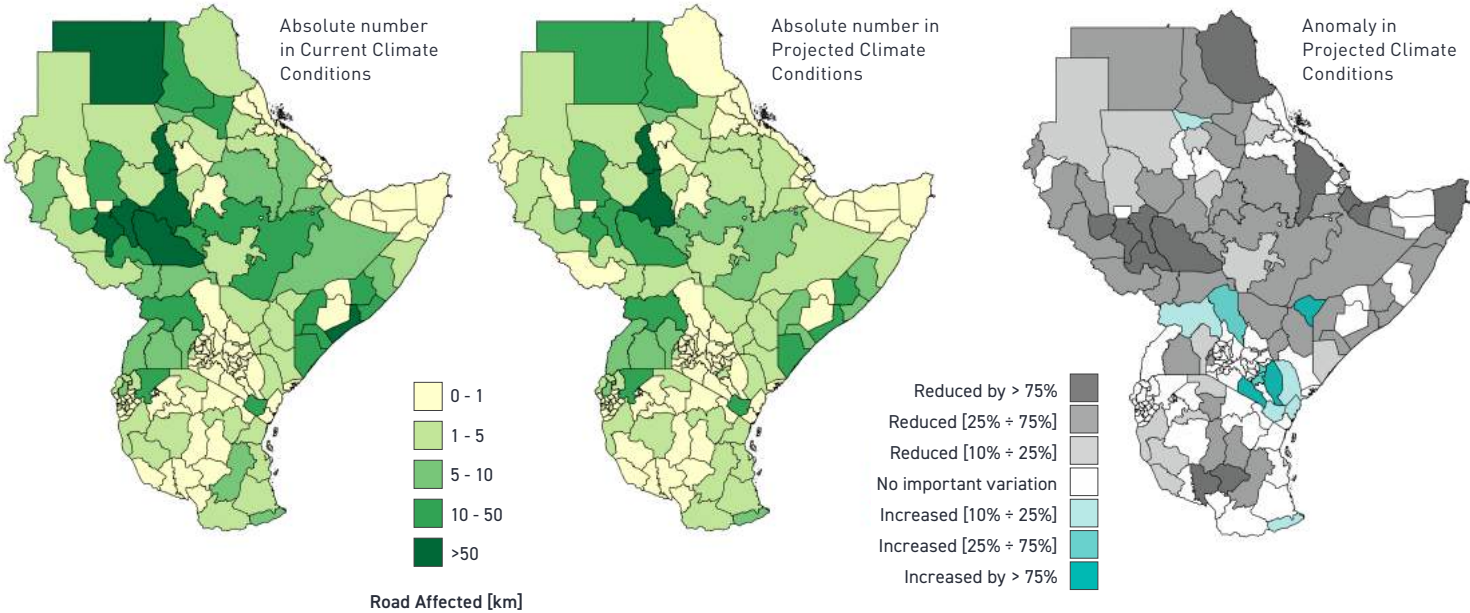 Absolute number
in Current Climate
Conditions
Absolute number in
Projected Climate
Conditions
Anomaly in
Projected Climate
Conditions
0 - 1
1 - 5
5 - 10
10 - 50
>50
Road Affected [km]
Reduced by > 75%
Reduced [25% ÷ 75%]
Reduced [10% ÷ 25%]
No important variation
Increased [10% ÷ 25%]
Increased [25% ÷ 75%]
Increased by > 75%